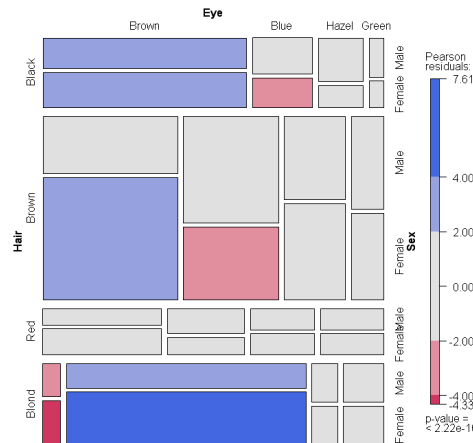 Eye
Brown
Blue
Hazel
Green
Hair
Black
Brown
Red
Blond
Male
Female
Male
Female
Male
Female
Male
Female
Sex
Pearson
residuals:
7.61
4.00
2.00
0.00
-2.00
-4.00
-4.33
p-value =